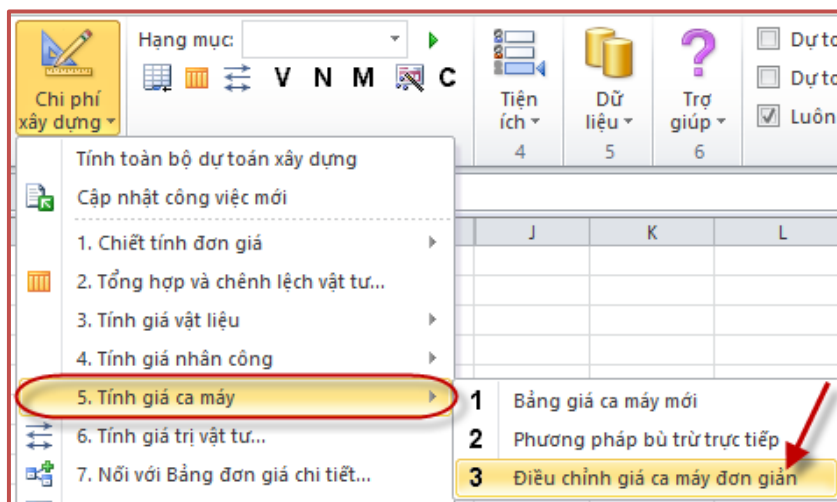 Hạng mục:
V N M C
Chi phí
xây dựng
Tiện
ích
4
Dữ
liệu
5
Trợ
giúp
6
Dự to
Dự to
Luôn
Tính toàn bộ dự toán xây dựng
Cập nhật công việc mới
1. Chiết tính đơn giá
2. Tổng hợp và chênh lệch vật tư...
3. Tính giá vật liệu
4. Tính giá nhân công
5. Tính giá ca máy
6. Tính giá trị vật tư...
7. Nối với Bảng đơn giá chi tiết...
J K L
1 Bảng giá ca máy mới
2 Phương pháp bù trừ trực tiếp
3 Điều chỉnh giá ca máy đơn giản